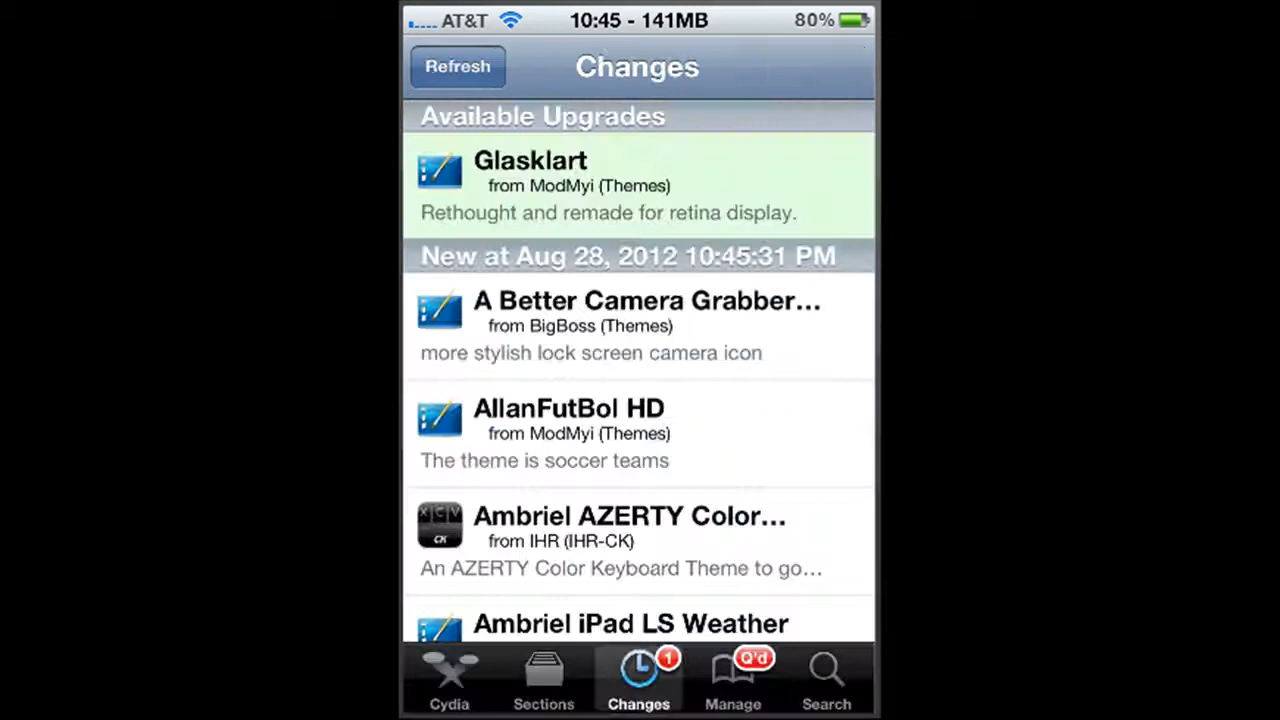 AT&T 10:45 - 141MB 80%
Refresh Changes
Available Upgrades
Glasklart
from ModMyi (Themes)
Rethought and remade for retina display.
New at Aug 28, 2012 10:45:31 PM
A Better Camera Grabber...
from BigBoss (Themes)
more stylish lock screen camera icon
AllanFutBol HD
from ModMyi (Themes)
The theme is soccer teams
XCV
CK
Ambriel AZERTY Color...
from IHR (IHR-CK)
An AZERTY Color Keyboard Theme to go...
Ambriel iPad LS Weather
1 Q'd
Cydia Sections Changes Manage Search